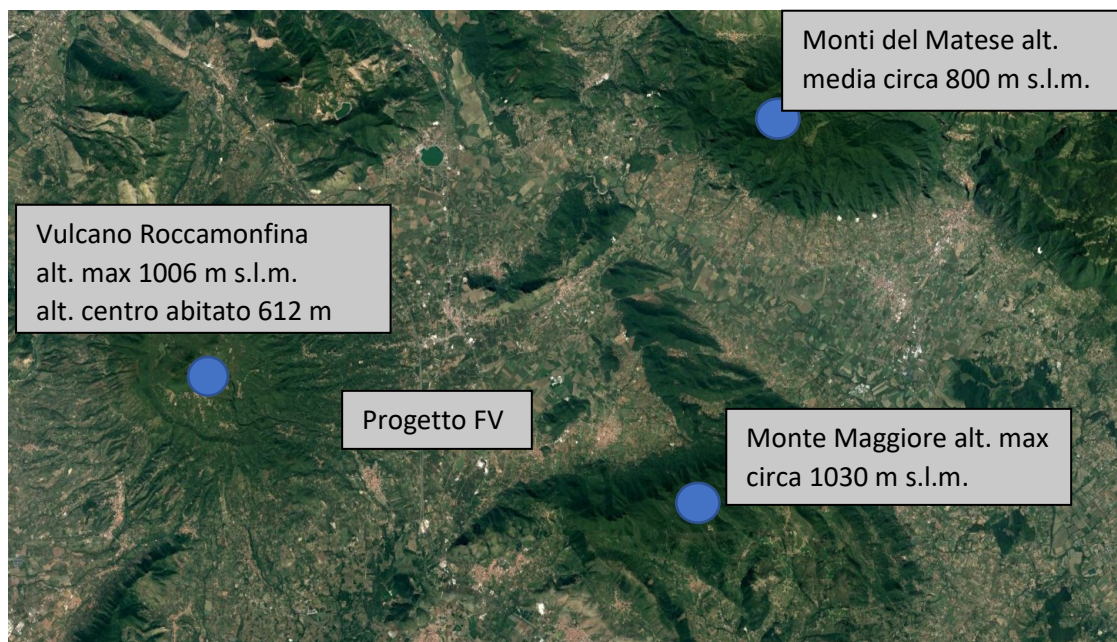 Monti del Matese alt.
media circa 800 m s.l.m.
Vulcano Roccamonfina
alt. max 1006 m s.l.m.
alt. centro abitato 612 m
Progetto FV
Monte Maggiore alt. max
circa 1030 m s.l.m.